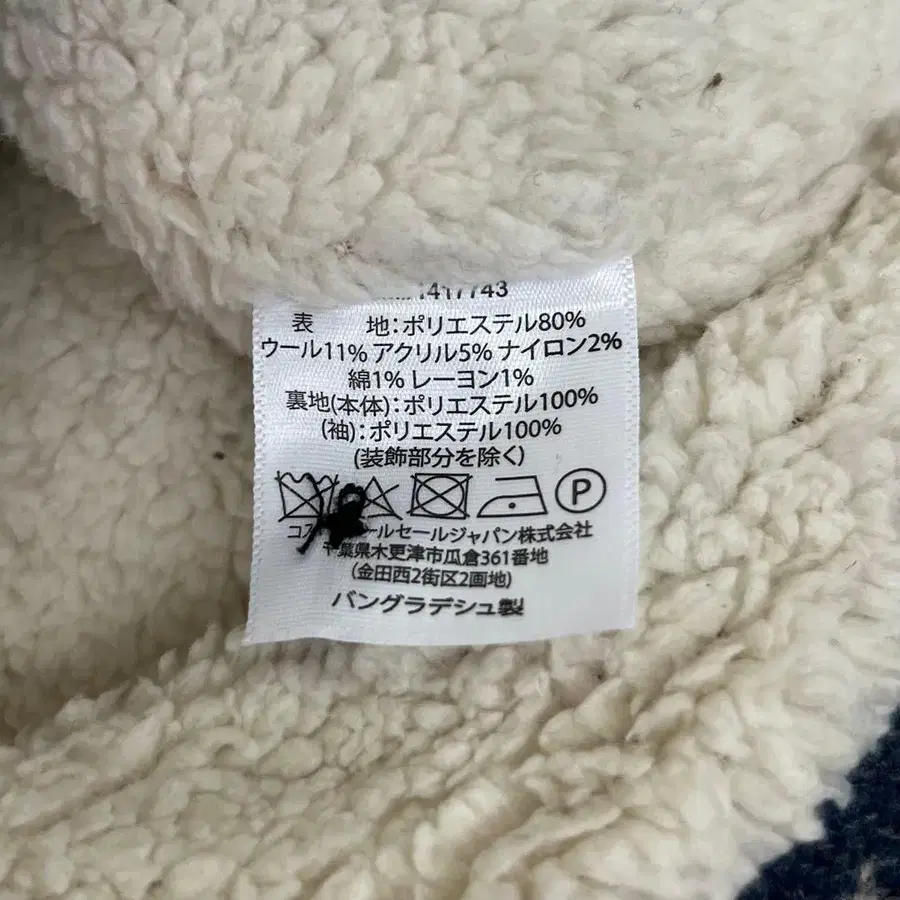 1417743
表 地:ポリエステル80%
ウール11% アクリル5% ナイロン2%
綿1% レーヨン1%
裏地(本体):ポリエステル100%
(袖):ポリエステル100%
(装飾部分を除く)
P
コス ールセールジャパン株式会社
千葉県木更津市瓜倉361番地
(金田西2街区2画地)
バングラデシュ製